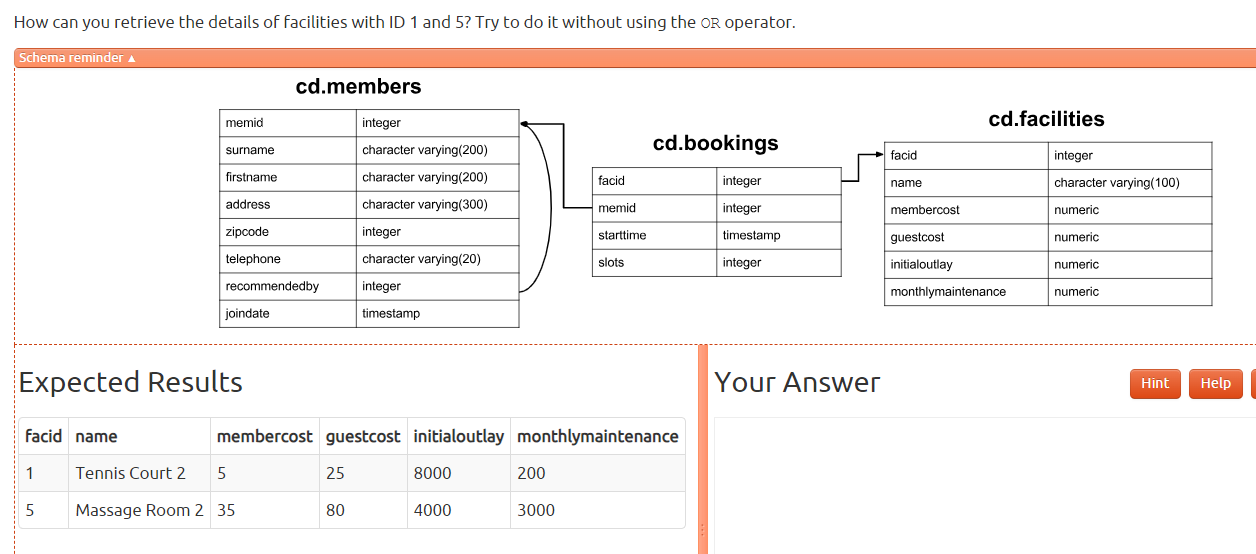 How can you retrieve the details of facilities with ID 1 and 5? Try to do it without using the OR operator.
Schema reminder ▲
cd.members
memid integer
surname character varying(200)
firstname character varying(200)
address character varying(300)
zipcode integer
telephone character varying(20)
recommendedby integer
joindate timestamp
cd.bookings
facid integer
memid integer
starttime timestamp
slots integer
cd.facilities
facid integer
name character varying(100)
membercost numeric
guestcost numeric
initialoutlay numeric
monthlymaintenance numeric
Expected Results
facid name membercost guestcost initialoutlay monthlymaintenance
1 Tennis Court 2 5 25 8000 200
5 Massage Room 2 35 80 4000 3000
Your Answer
Hint Help